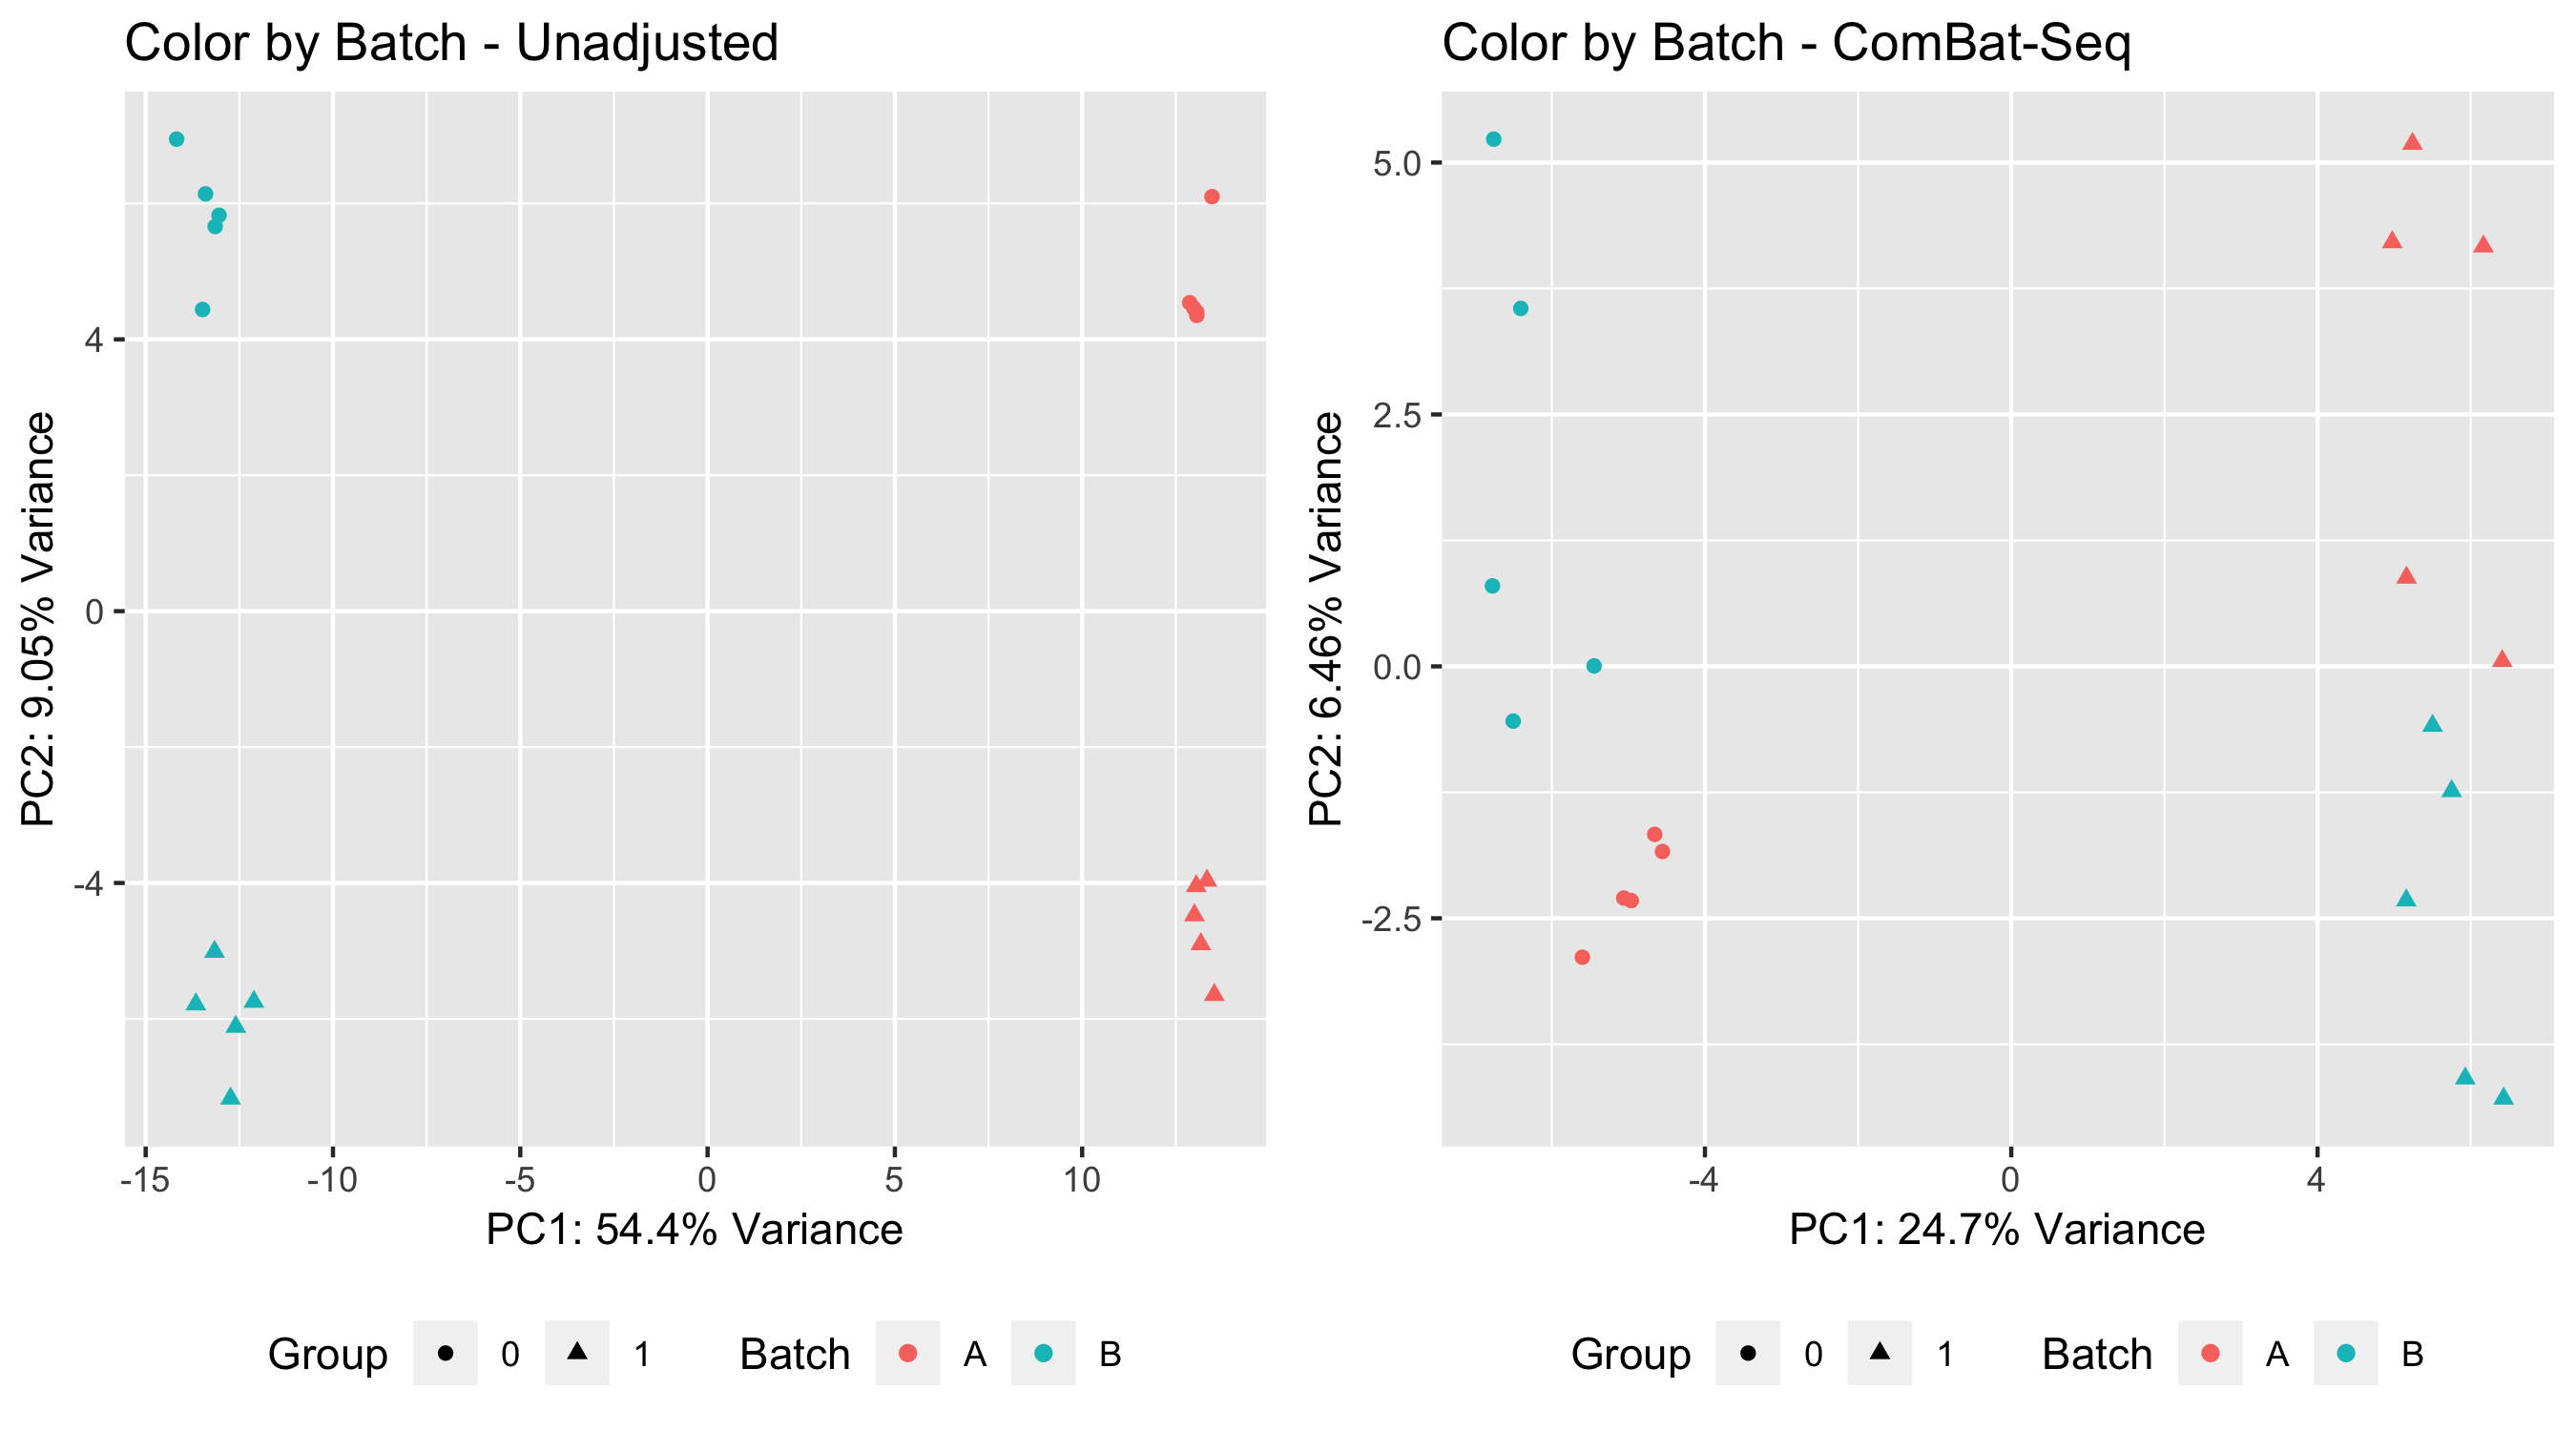 Color by Batch - Unadjusted
PC2: 9.05% Variance
4
0
-4
-15 -10 -5 0 5 10
PC1: 54.4% Variance
Group 0 1 Batch A B
Color by Batch - ComBat-Seq
PC2: 6.46% Variance
5.0
2.5
0.0
-2.5
-4 0 4
PC1: 24.7% Variance
Group 0 1 Batch A B